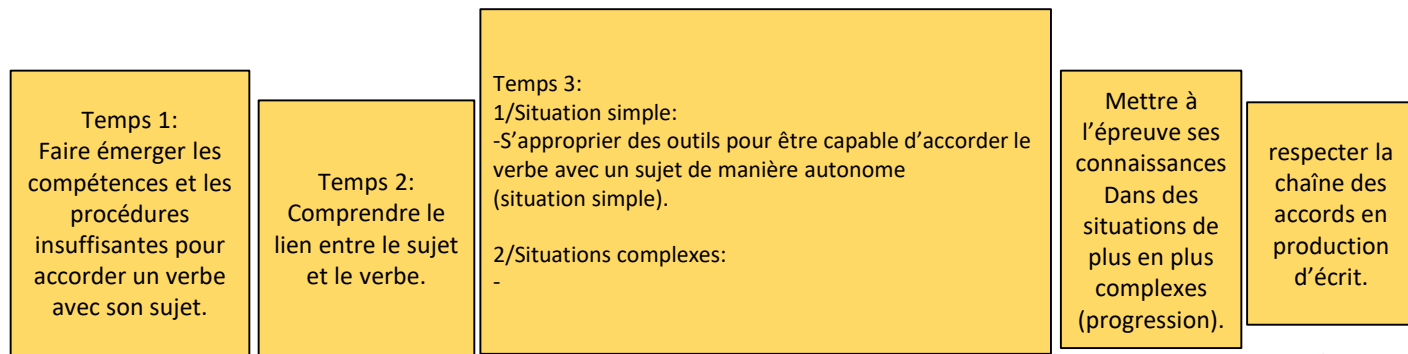 Temps 1:
Faire émerger les
compétences et les
procédures
insuffisantes pour
accorder un verbe
avec son sujet.
Temps 2:
Comprendre le
lien entre le sujet
et le verbe.
Temps 3:
1/Situation simple:
-S’approprier des outils pour être capable d’accorder le
verbe avec un sujet de manière autonome
(situation simple).
2/Situations complexes:
-
Mettre à
l’épreuve ses
connaissances
Dans des
situations de
plus en plus
complexes
(progression).
respecter la
chaîne des
accords en
production
d’écrit.